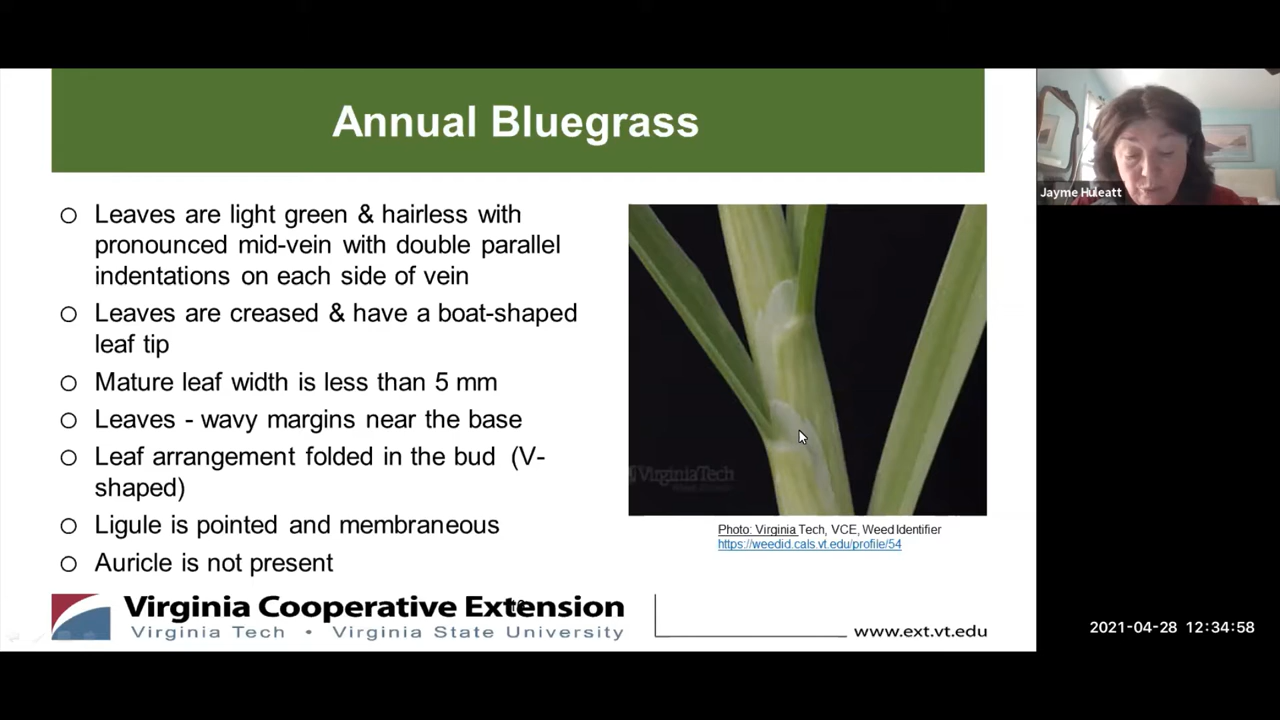 Annual Bluegrass
Leaves are light green & hairless with
pronounced mid-vein with double parallel
indentations on each side of vein
Leaves are creased & have a boat-shaped
leaf tip
Mature leaf width is less than 5 mm
Leaves - wavy margins near the base
Leaf arrangement folded in the bud (V-
shaped)
Ligule is pointed and membraneous
Auricle is not present
VirginiaTech
Photo: Virginia Tech, VCE, Weed Identifier
https://weedid.cals.vt.edu/profile/54
Virginia Cooperative Extension
Virginia Tech • Virginia State University
www.ext.vt.edu
Jayme Huleatt
2021-04-28 12:34:58